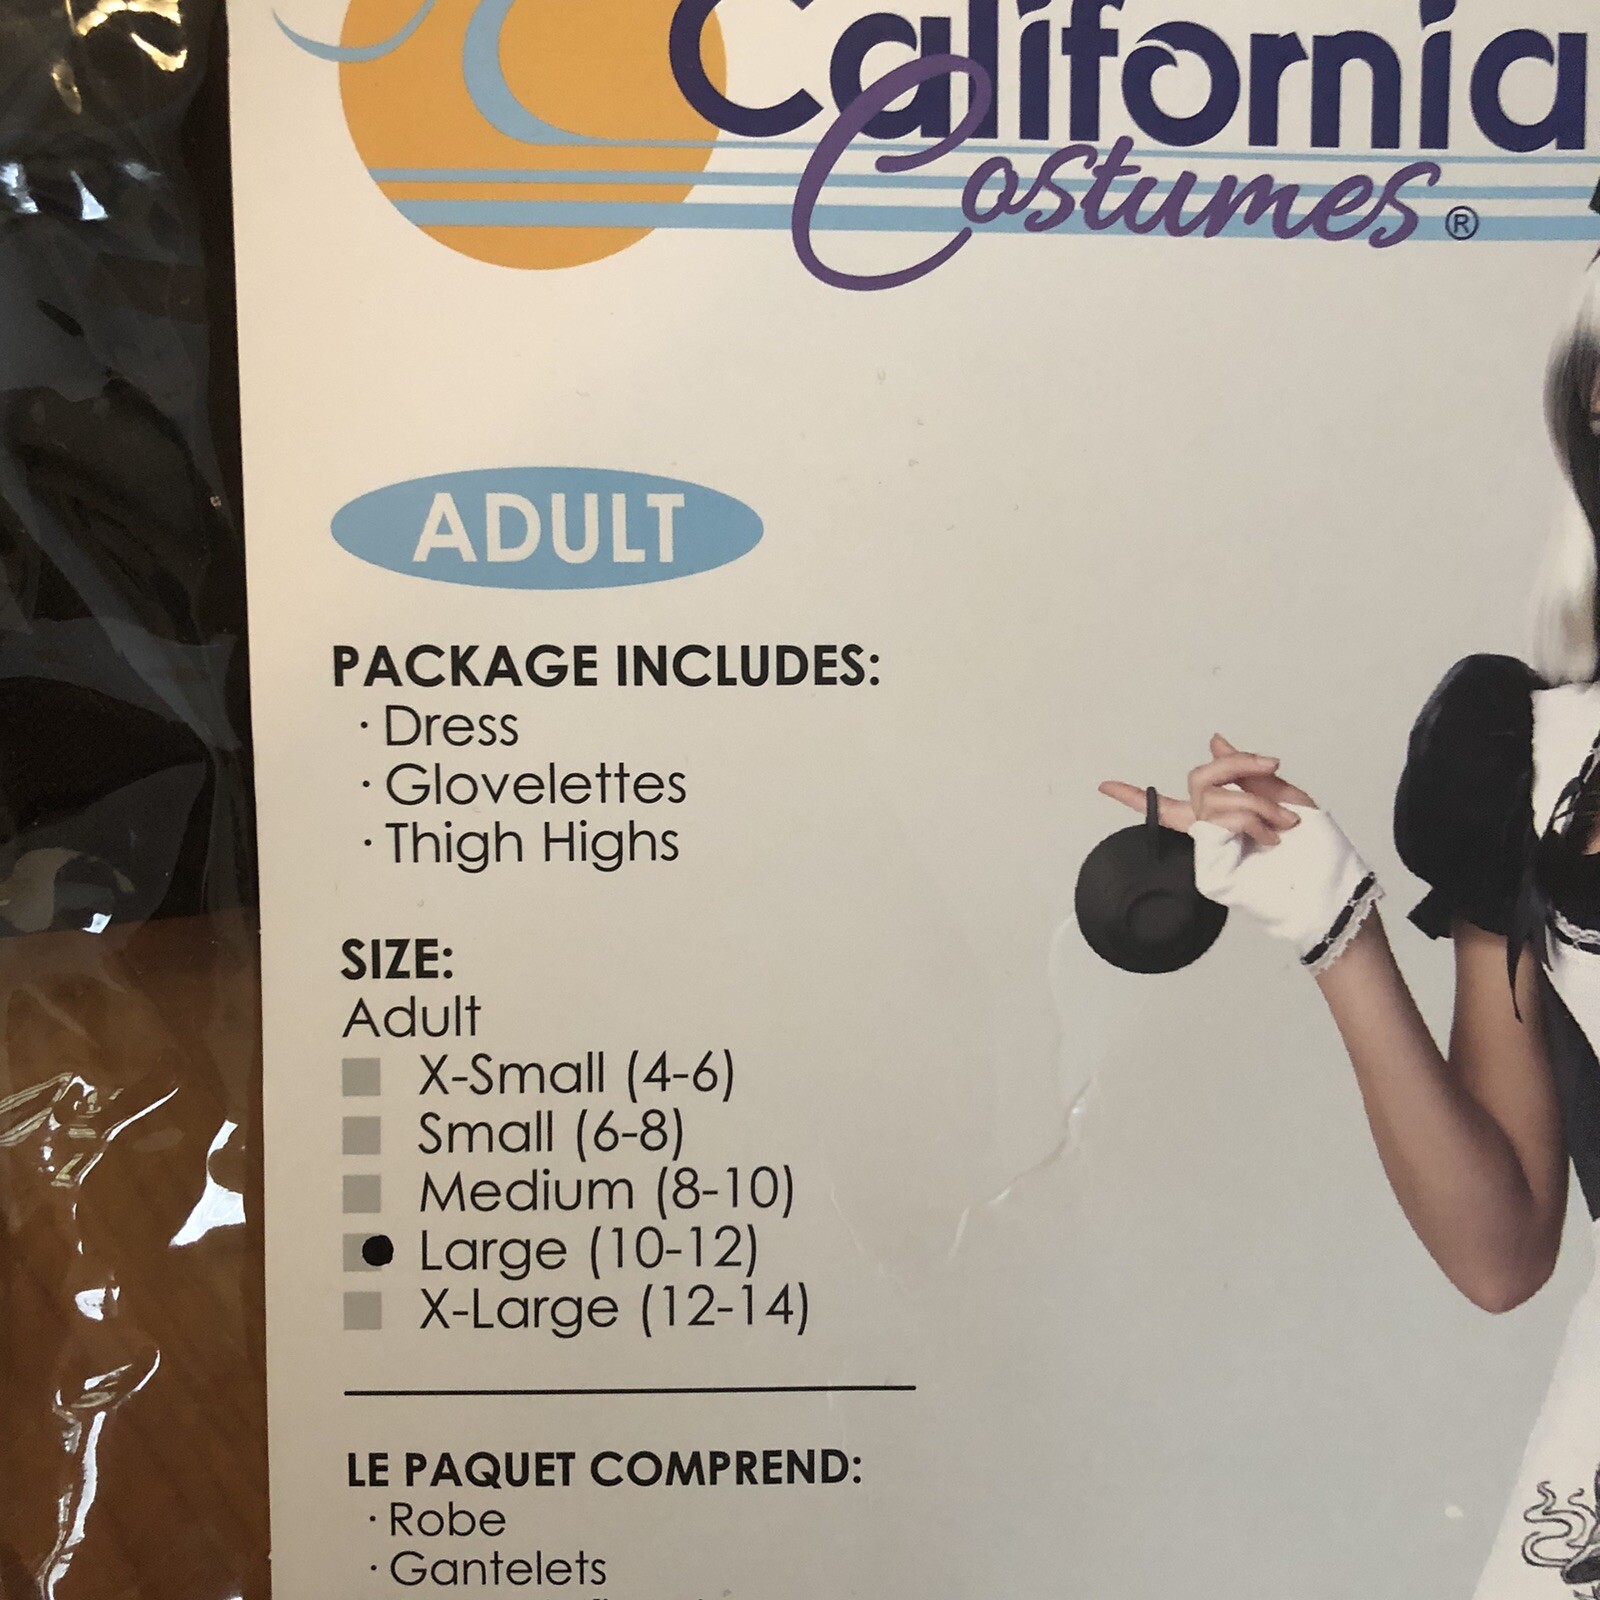 California
Costumes ®
ADULT
PACKAGE INCLUDES:
· Dress
· Glovelettes
· Thigh Highs
SIZE:
Adult
X-Small (4-6)
Small (6-8)
Medium (8-10)
Large (10-12)
X-Large (12-14)
LE PAQUET COMPREND:
· Robe
· Gantelets